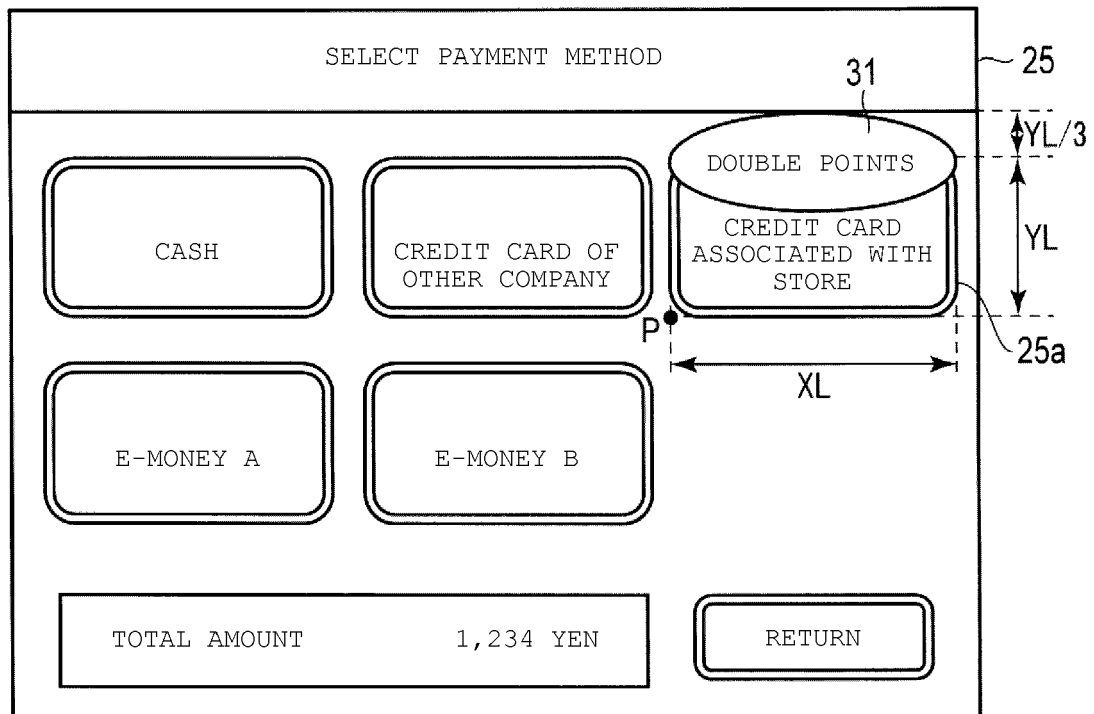 SELECT PAYMENT METHOD
25
31
YL/3
DOUBLE POINTS
CASH
CREDIT CARD OF
OTHER COMPANY
CREDIT CARD
ASSOCIATED WITH
STORE
YL
P
25a
XL
E-MONEY A
E-MONEY B
TOTAL AMOUNT 1,234 YEN
RETURN